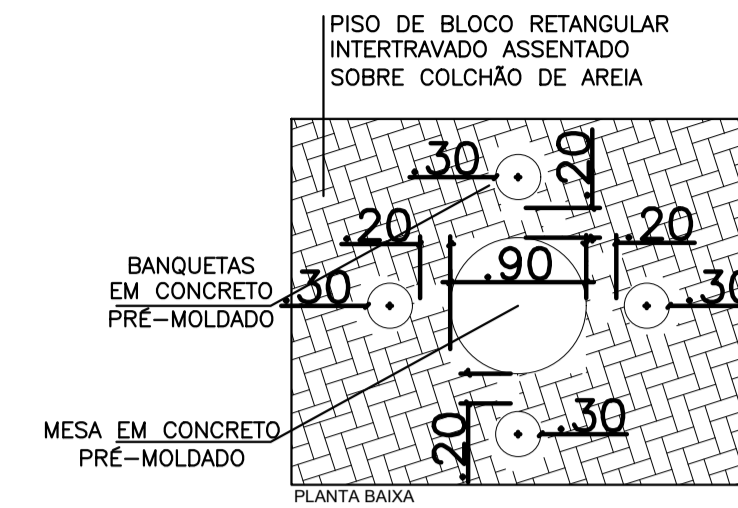 PISO DE BLOCO RETANGULAR
INTERTRAVADO ASSENTADO
SOBRE COLCHÃO DE AREIA
.30
.20
.20
.20
.90
BANQUETAS
EM CONCRETO
PRÉ-MOLDADO
.30
.30
MESA EM CONCRETO
PRÉ-MOLDADO
.20
.30
PLANTA BAIXA